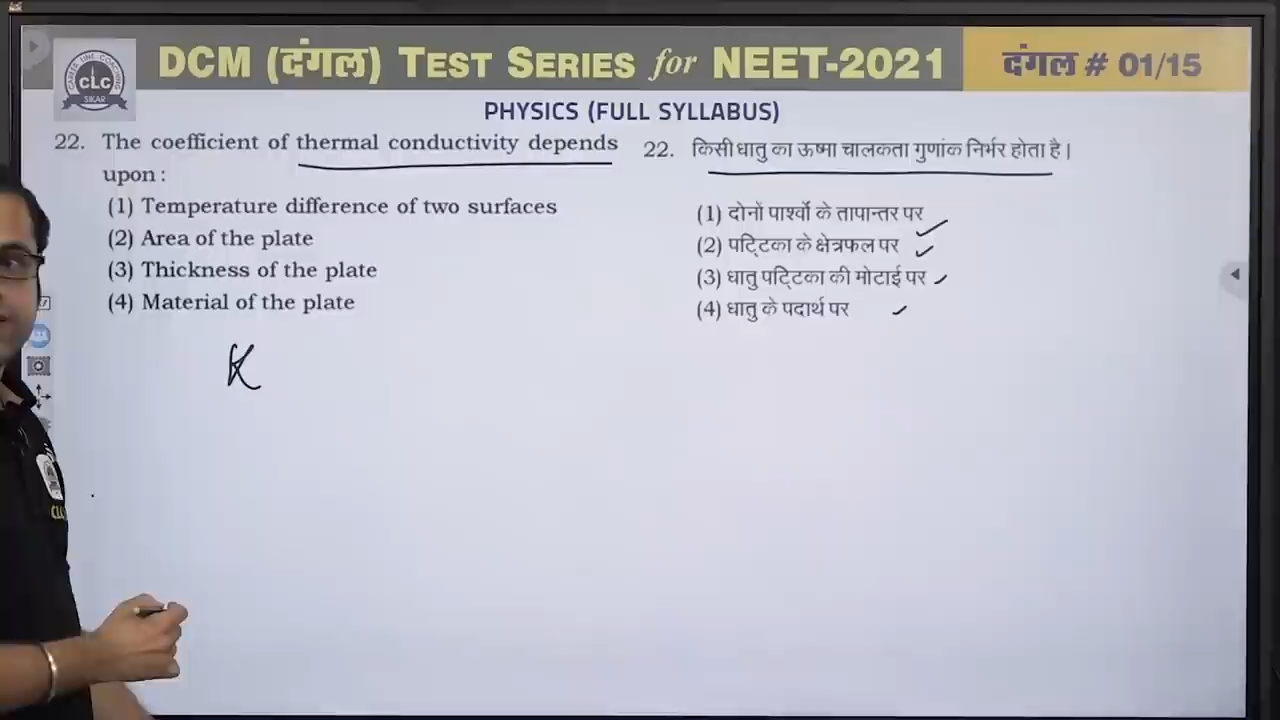 DCM (दंगल) TEST SERIES for NEET-2021
दंगल # 01/15
CLC
SIKAR
PHYSICS (FULL SYLLABUS)
22. The coefficient of thermal conductivity depends
upon :
(1) Temperature difference of two surfaces
(2) Area of the plate
(3) Thickness of the plate
(4) Material of the plate
K
22. किसी धातु का ऊष्मा चालकता गुणांक निर्भर होता है।
(1) दोनों पार्श्वों के तापान्तर पर
(2) पट्टिका के क्षेत्रफल पर
(3) धातु पट्टिका की मोटाई पर
(4) धातु के पदार्थ पर